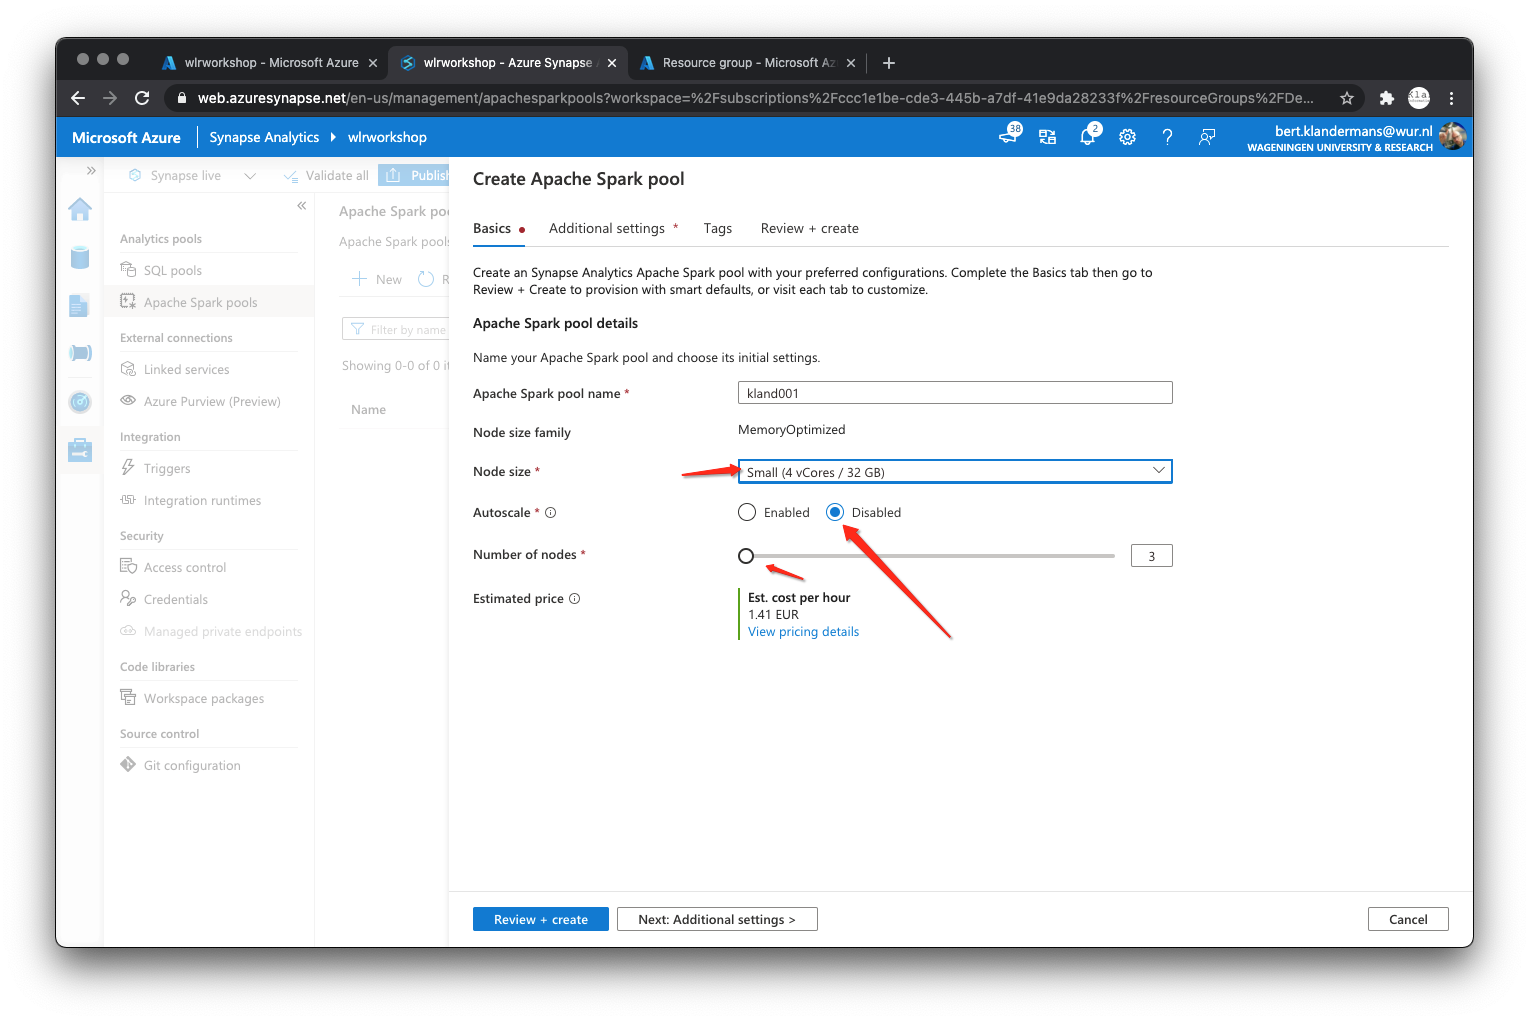 wlrworkshop - Microsoft Azure
wlrworkshop - Azure Synapse
Resource group - Microsoft Az
web.azuresynapse.net/en-us/management/apachesparkpools?workspace=%2Fsubscriptions%2Fccc1e1be-cde3-445b-a7df-41e9da28233f%2FresourceGroups%2FDe...
Microsoft Azure
Synapse Analytics
wlrworkshop
38
2
bert.klandermans@wur.nl
WAGENINGEN UNIVERSITY & RESEARCH
Synapse live
Validate all
Publish
Analytics pools
SQL pools
Apache Spark pools
External connections
Linked services
Azure Purview (Preview)
Integration
Triggers
Integration runtimes
Security
Access control
Credentials
Managed private endpoints
Code libraries
Workspace packages
Source control
Git configuration
Apache Spark poo
Apache Spark pools
New
R
Filter by name
Showing 0-0 of 0 it
Name
Create Apache Spark pool
Basics
Additional settings *
Tags
Review + create
Create an Synapse Analytics Apache Spark pool with your preferred configurations. Complete the Basics tab then go to
Review + Create to provision with smart defaults, or visit each tab to customize.
Apache Spark pool details
Name your Apache Spark pool and choose its initial settings.
Apache Spark pool name *
kland001
Node size family
MemoryOptimized
Node size *
Small (4 vCores / 32 GB)
Autoscale *
Enabled
Disabled
Number of nodes *
3
Estimated price
Est. cost per hour
1.41 EUR
View pricing details
Review + create
Next: Additional settings >
Cancel